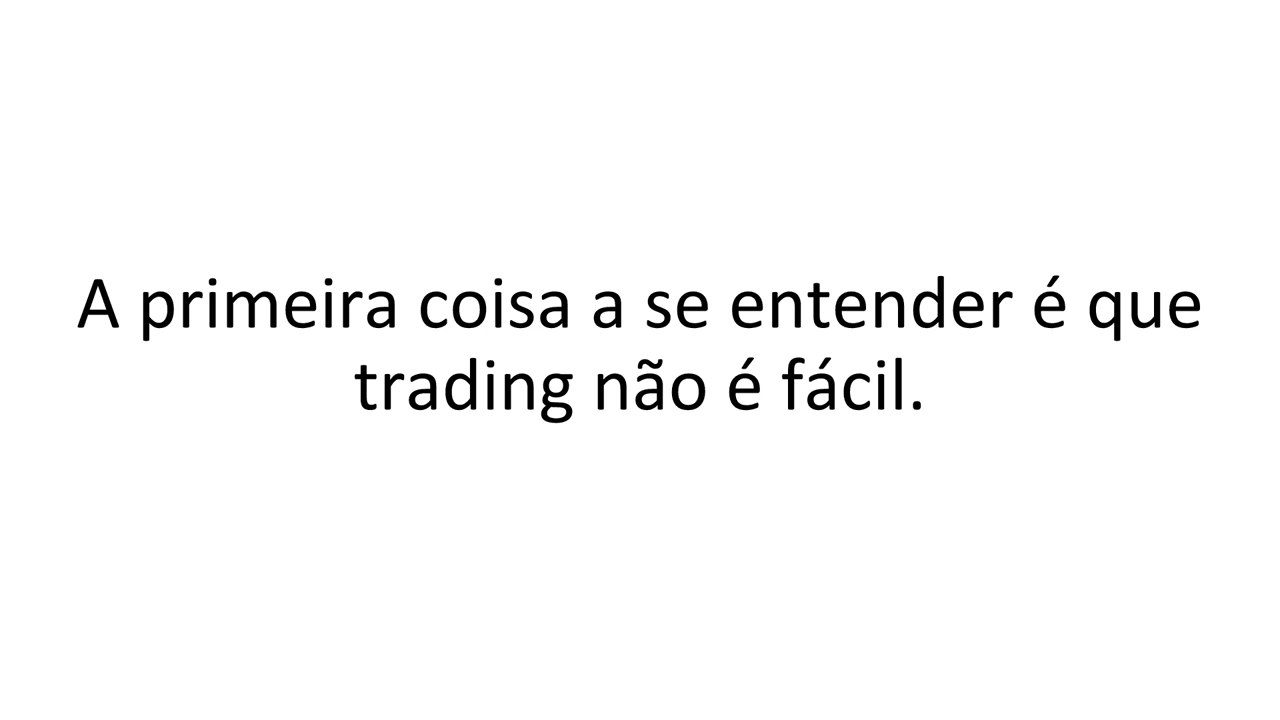 A primeira coisa a se entender é que
trading não é fácil.